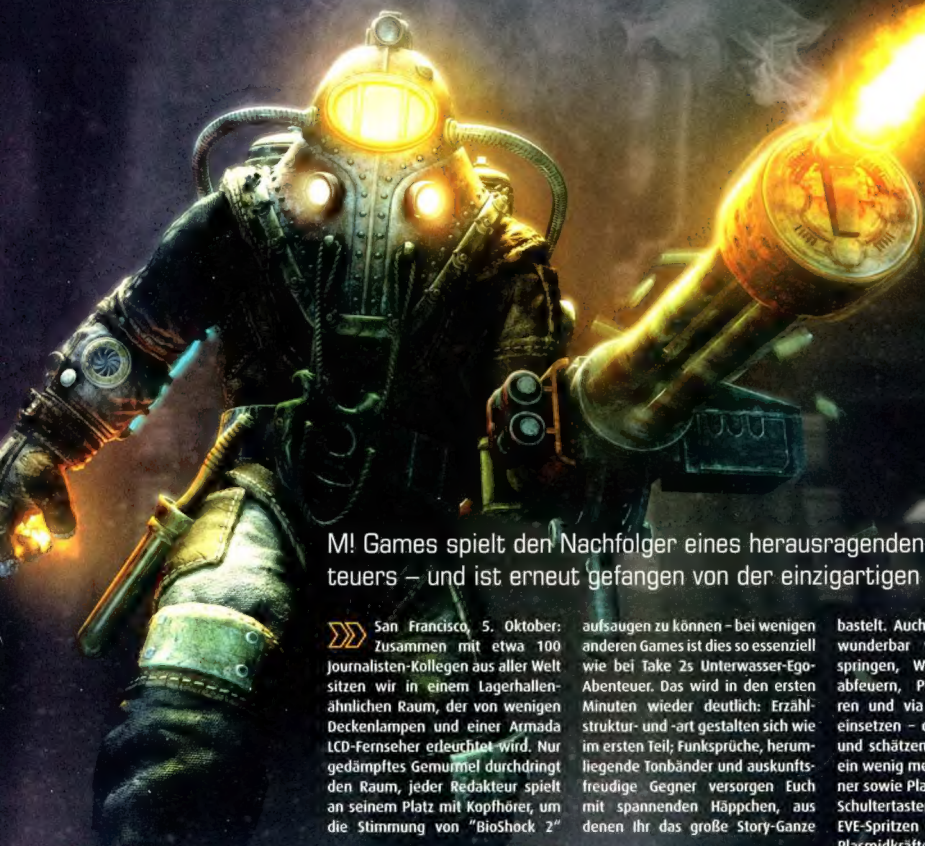 M! Games spielt den Nachfolger eines herausragenden
teuers – und ist erneut gefangen von der einzigartigen
San Francisco, 5. Oktober:
Zusammen mit etwa 100
Journalisten-Kollegen aus aller Welt
sitzen wir in einem Lagerhallen-
ähnlichen Raum, der von wenigen
Deckenlampen und einer Armada
LCD-Fernseher erleuchtet wird. Nur
gedämpftes Gemurmel durchdringt
den Raum, jeder Redakteur spielt
an seinem Platz mit Kopfhörer, um
die Stimmung von "BioShock 2"
aufsaugen zu können – bei wenigen
anderen Games ist dies so essenziell
wie bei Take 2s Unterwasser-Ego-
Abenteuer. Das wird in den ersten
Minuten wieder deutlich: Erzähl-
struktur- und -art gestalten sich wie
im ersten Teil; Funksprüche, herum-
liegende Tonbänder und auskunfts-
freudige Gegner versorgen Euch
mit spannenden Häppchen, aus
denen Ihr das große Story-Ganze
bastelt. Auch
wunderbar
springen, W
abfeuern, P
ren und via
einsetzen –
und schätzen
ein wenig me
ner sowie Pla
Schultertaste
EVE-Spritzen
Plasmidkräfte